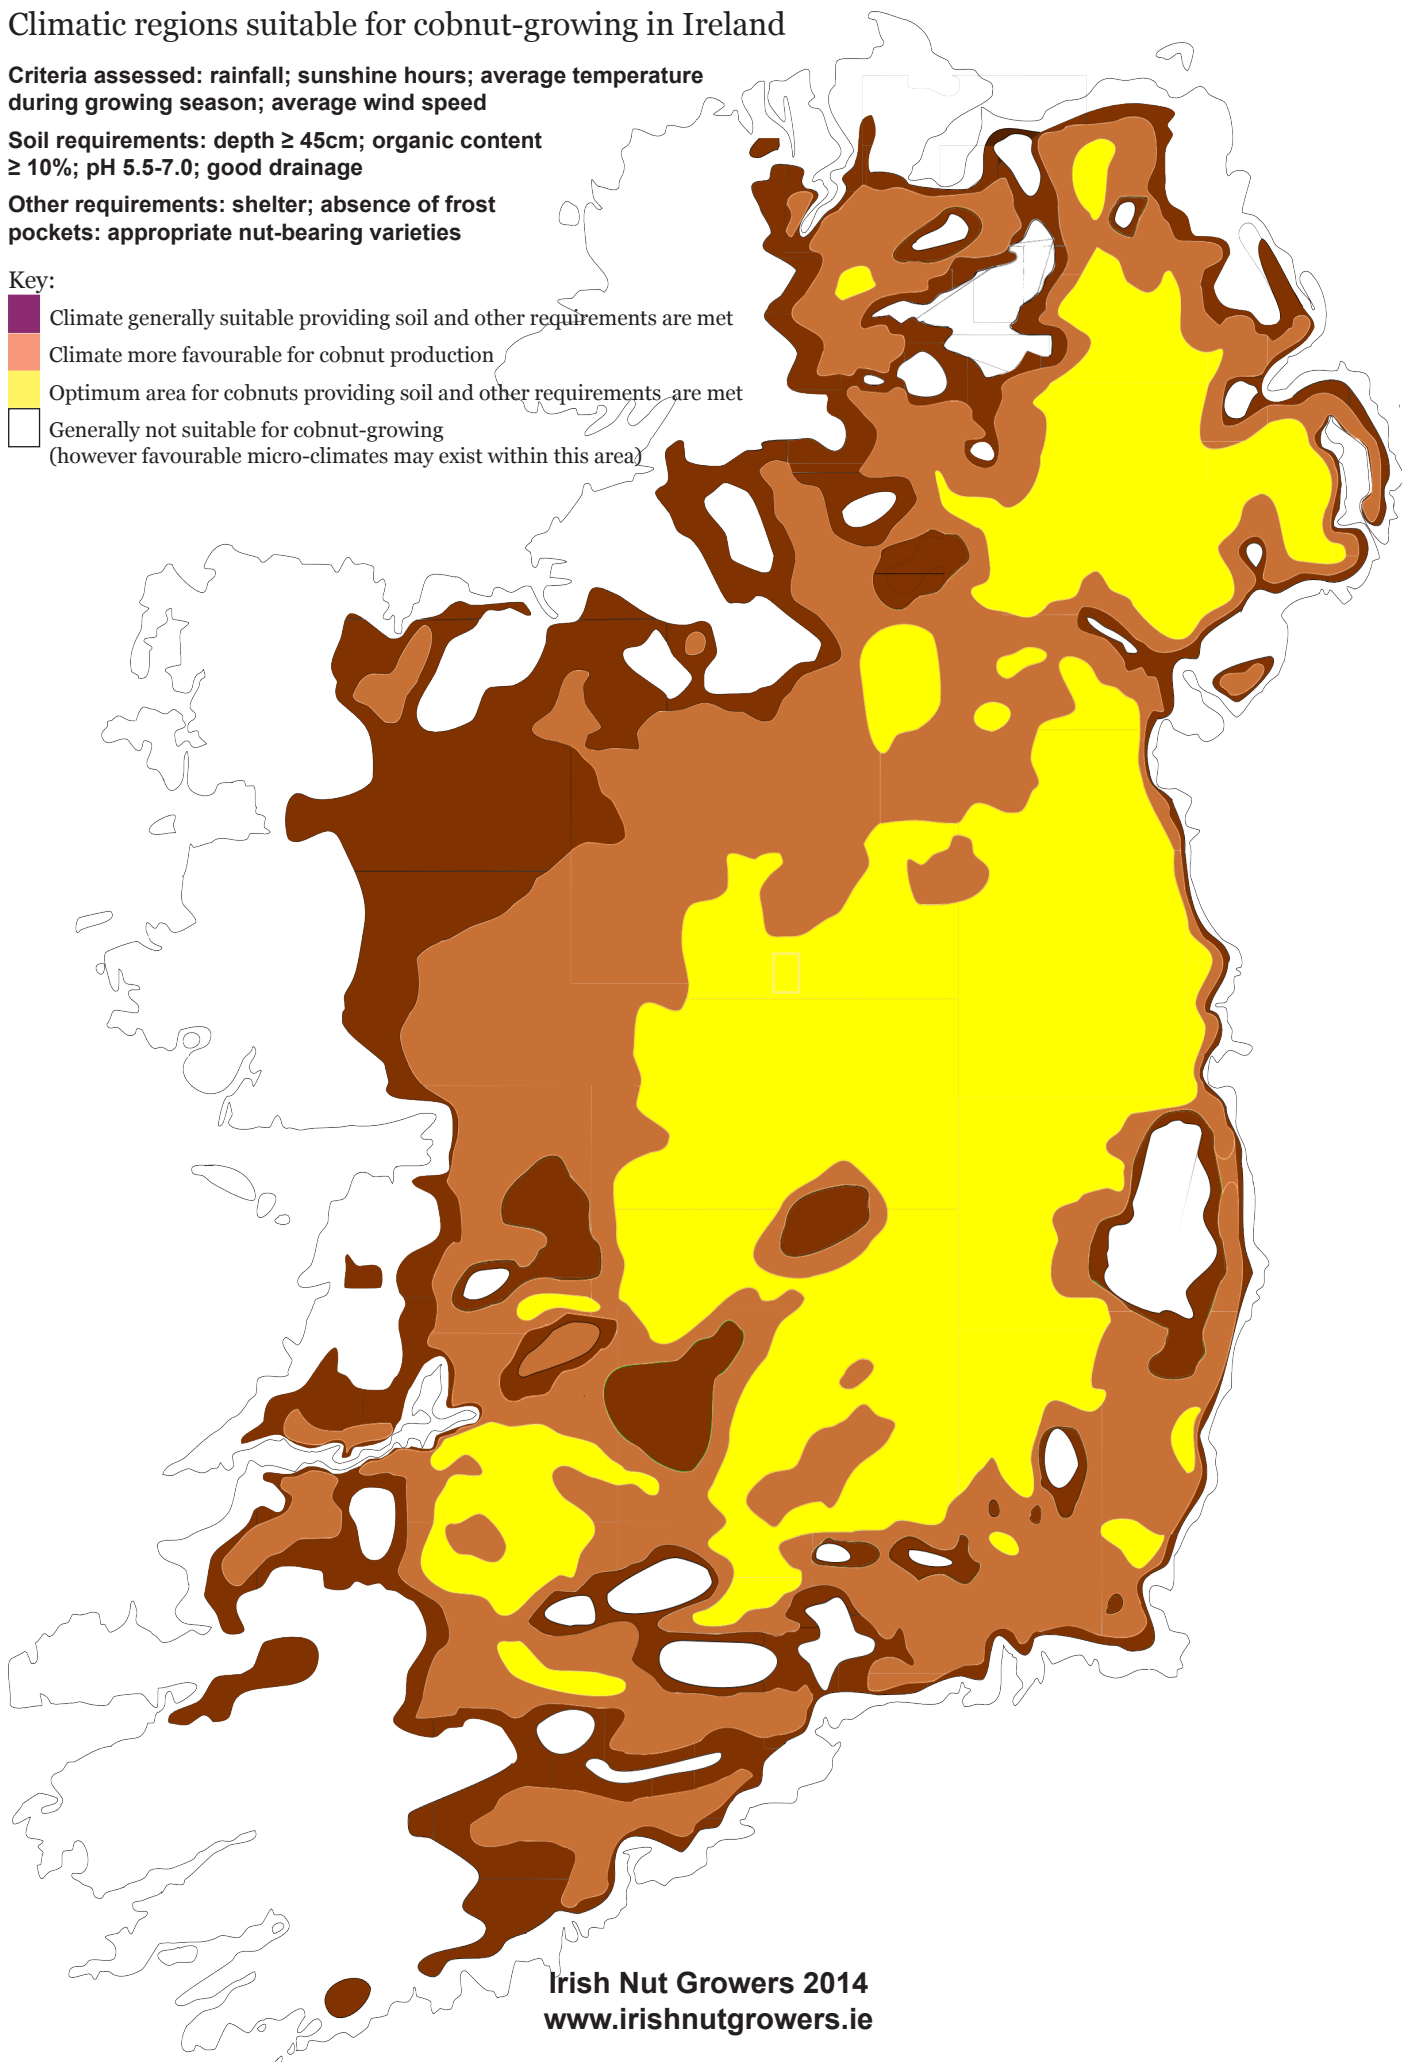 Climatic regions suitable for cobnut-growing in Ireland
Criteria assessed: rainfall; sunshine hours; average temperature
during growing season; average wind speed
Soil requirements: depth ≥ 45cm; organic content
≥ 10%; pH 5.5-7.0; good drainage
Other requirements: shelter; absence of frost
pockets: appropriate nut-bearing varieties
Key:
Climate generally suitable providing soil and other requirements are met
Climate more favourable for cobnut production
Optimum area for cobnuts providing soil and other requirements are met
Generally not suitable for cobnut-growing
(however favourable micro-climates may exist within this area)
Irish Nut Growers 2014
www.irishnutgrowers.ie